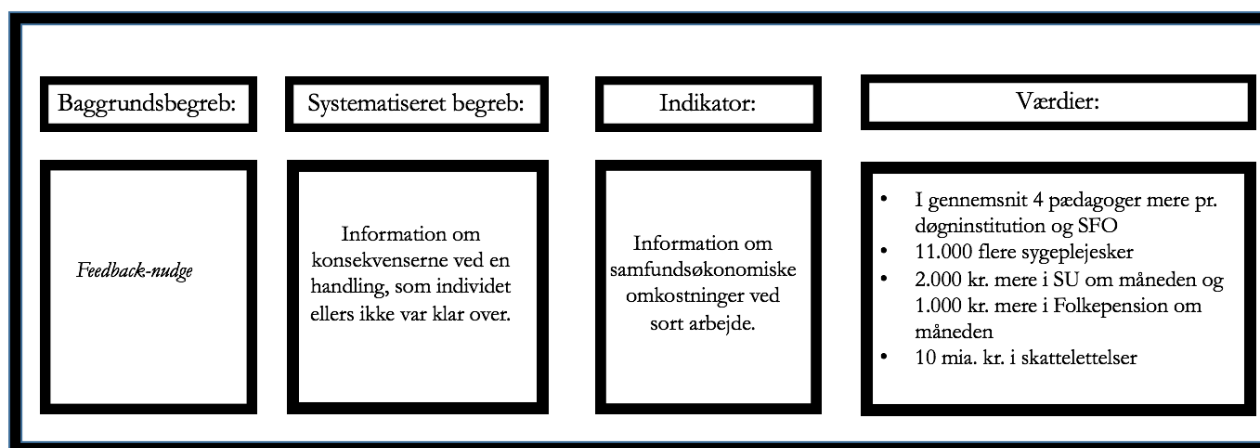 Baggrundsbegreb:
Systematiseret begreb:
Indikator:
Værdier:
Feedback-nudge
Information om
konsekvenserne ved en
handling, som individet
ellers ikke var klar over.
Information om
samfundsøkonomiske
omkostninger ved
sort arbejde.
• I gennemsnit 4 pædagoger mere pr.
døgninstitution og SFO
• 11.000 flere sygeplejesker
• 2.000 kr. mere i SU om måneden og
1.000 kr. mere i Folkepension om
måneden
• 10 mia. kr. i skattelettelser